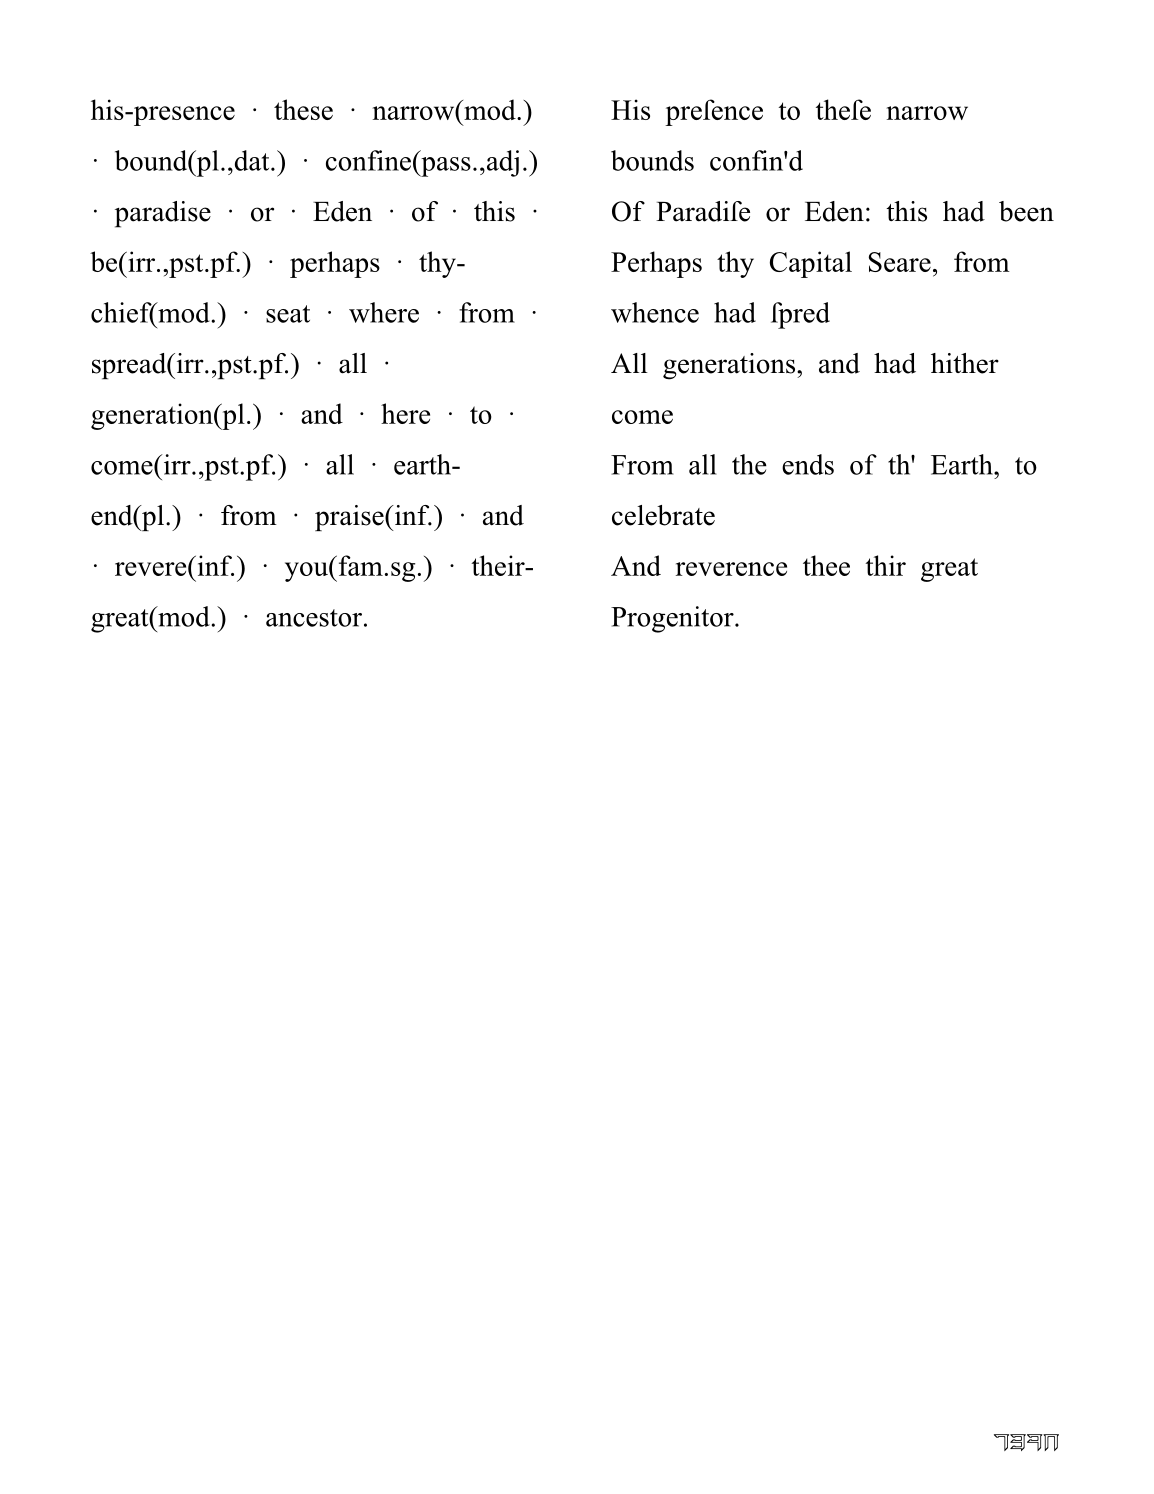 his-presence · these · narrow(mod.)
· bound(pl.,dat.) · confine(pass.,adj.)
· paradise · or · Eden · of · this ·
be(irr.,pst.pf.) · perhaps · thy-
chief(mod.) · seat · where · from ·
spread(irr.,pst.pf.) · all ·
generation(pl.) · and · here · to ·
come(irr.,pst.pf.) · all · earth-
end(pl.) · from · praise(inf.) · and
· revere(inf.) · you(fam.sg.) · their-
great(mod.) · ancestor.
His preſence to theſe narrow
bounds confin'd
Of Paradiſe or Eden: this had been
Perhaps thy Capital Seare, from
whence had ſpred
All generations, and had hither
come
From all the ends of th' Earth, to
celebrate
And reverence thee thir great
Progenitor.